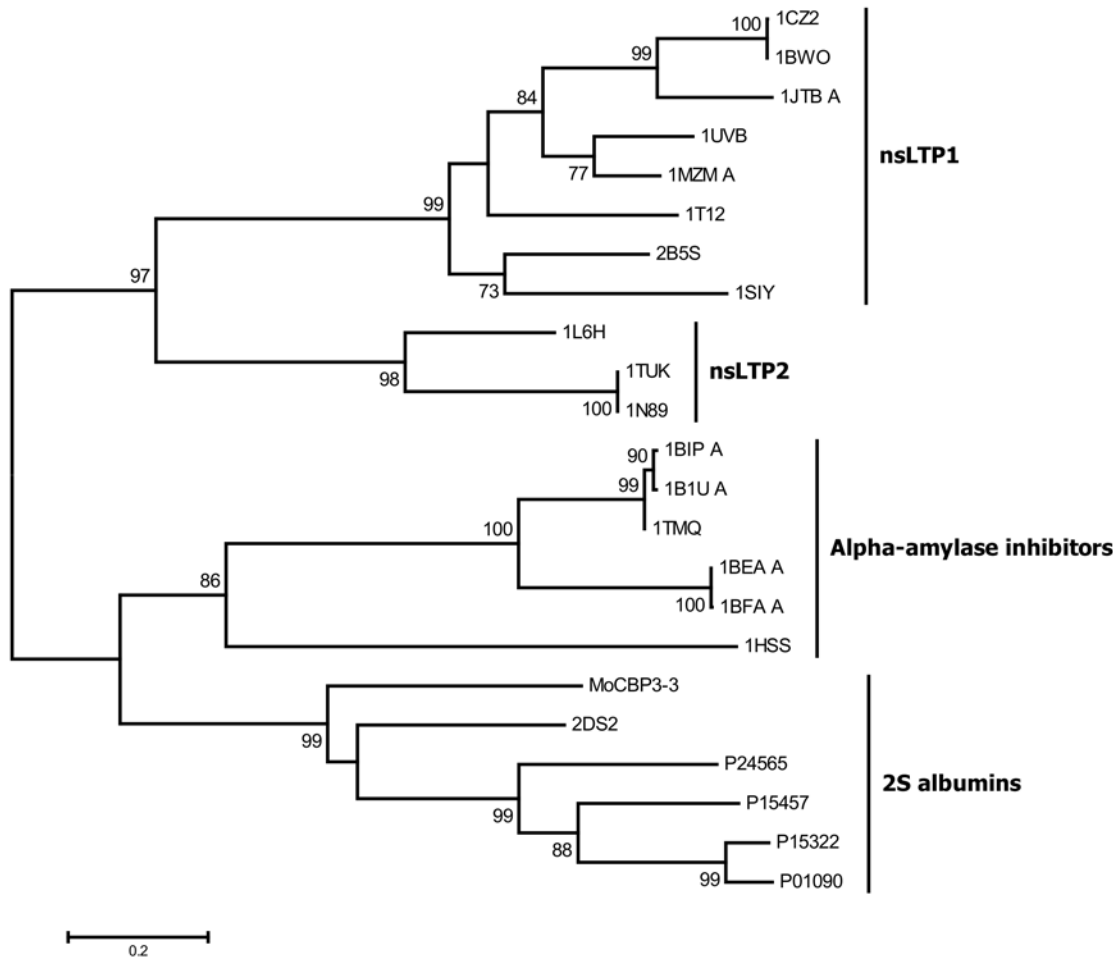 1CZ2
100
1BWO
99
1JTB A
84
1UVB
77
1MZM A
nsLTP1
99
1T12
2B5S
97
73
1SIY
1L6H
1TUK
nsLTP2
98
100
1N89
1BIP A
90
1B1U A
99
1TMQ
100
Alpha-amylase inhibitors
1BEA A
86
100
1BFA A
1HSS
MoCBP3-3
2DS2
99
P24565
2S albumins
99
P15457
P15322
88
99
P01090
0.2